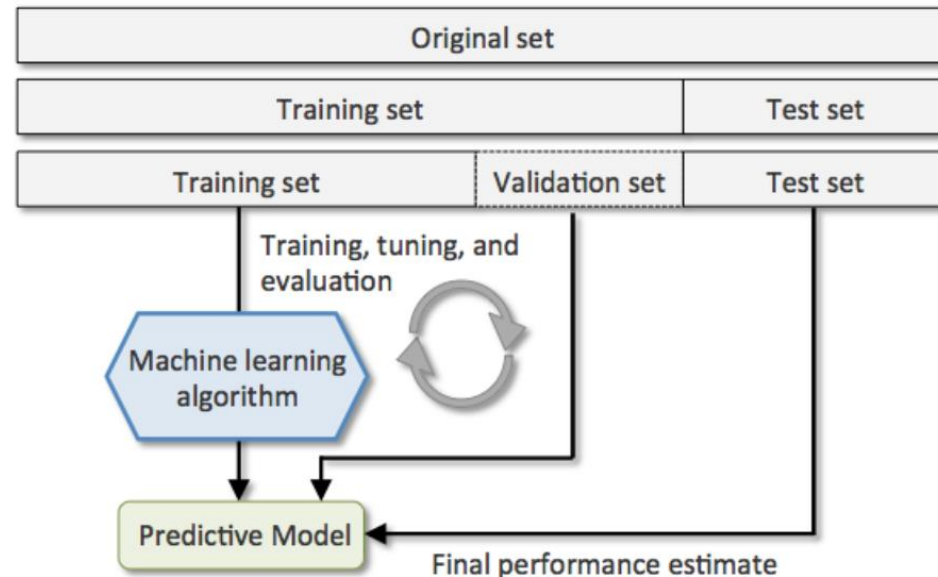 Original set
Training set
Test set
Training set
Validation set
Test set
Training, tuning, and
evaluation
Machine learning
algorithm
Predictive Model
Final performance estimate